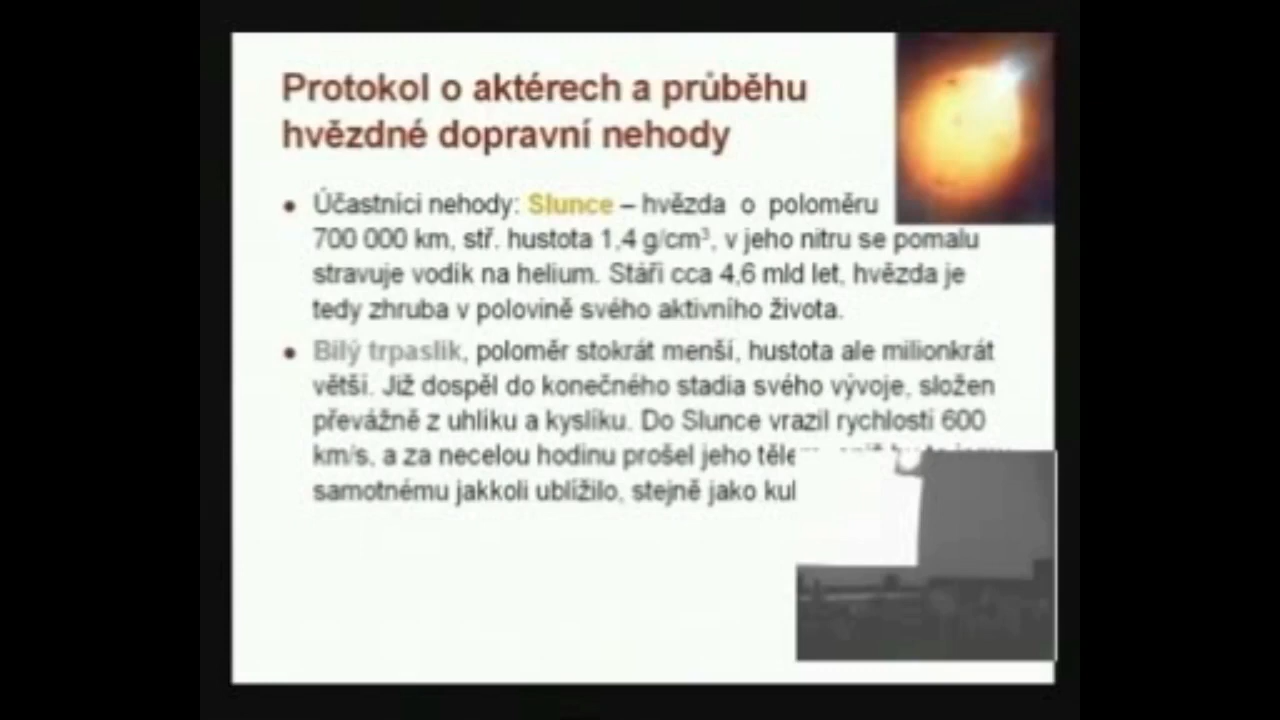 Protokol o aktérech a průběhu
hvězdné dopravní nehody
• Účastníci nehody: Slunce – hvězda o poloměru
700 000 km, stř. hustota 1,4 g/cm³, v jeho nitru se pomalu
stravuje vodík na helium. Stáří cca 4,6 mld let, hvězda je
tedy zhruba v polovině svého aktivního života.
• Bílý trpaslík, poloměr stokrát menší, hustota ale milionkrát
větší. Již dospěl do konečného stadia svého vývoje, složen
převážně z uhlíku a kyslíku. Do Slunce vrazil rychlostí 600
km/s, a za necelou hodinu prošel jeho
samotnému jakkoli ublížilo, stejně jako